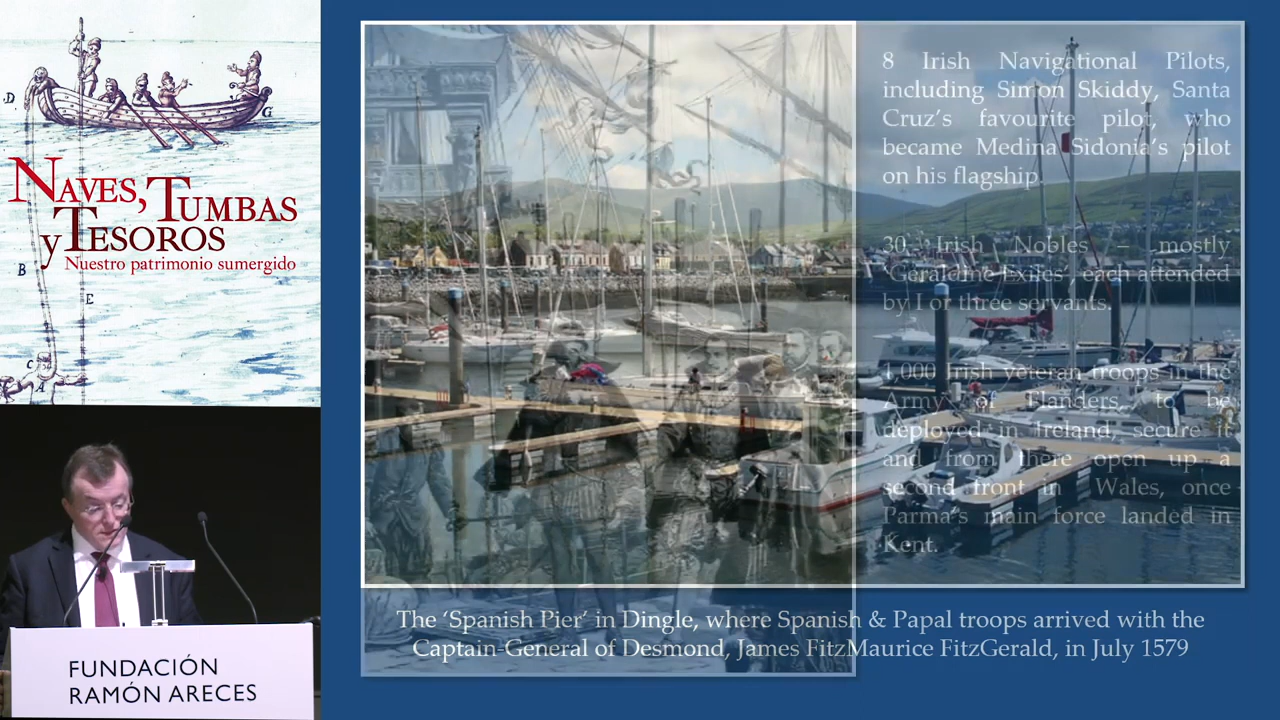 D
G
NAVES, TUMBAS
y TESOROS
Nuestro patrimonio sumergido
B
E
C
A
FUNDACIÓN
RAMÓN ARECES
8 Irish Navigational Pilots,
including Simon Skiddy, Santa
Cruz's favourite pilot, who
became Medina Sidonia's pilot
on his flagship.
30 Irish Nobles – mostly
'Geraldine Exiles', each attended
by 1 or three servants.
1,000 Irish veteran troops in the
Army of Flanders, to be
deployed in Ireland, secure it
and from there open up a
second front in Wales, once
Parma's main force landed in
Kent.
The 'Spanish Pier' in Dingle, where Spanish & Papal troops arrived with the
Captain-General of Desmond, James FitzMaurice FitzGerald, in July 1579